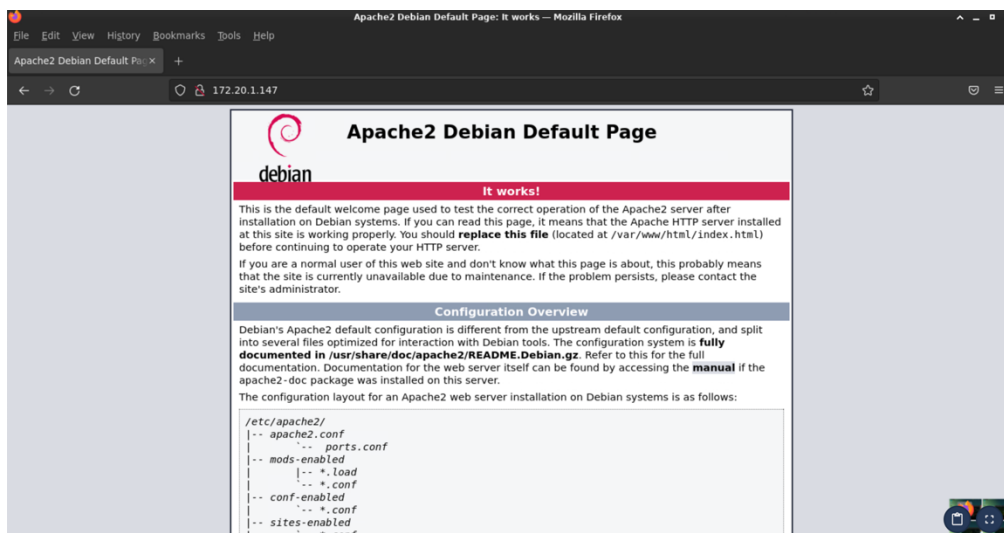 Apache2 Debian Default Page: It works — Mozilla Firefox
File Edit View History Bookmarks Tools Help
Apache2 Debian Default Pag × +
172.20.1.147
Apache2 Debian Default Page
debian
It works!
This is the default welcome page used to test the correct operation of the Apache2 server after
installation on Debian systems. If you can read this page, it means that the Apache HTTP server installed
at this site is working properly. You should replace this file (located at /var/www/html/index.html)
before continuing to operate your HTTP server.
If you are a normal user of this web site and don't know what this page is about, this probably means
that the site is currently unavailable due to maintenance. If the problem persists, please contact the
site's administrator.
Configuration Overview
Debian's Apache2 default configuration is different from the upstream default configuration, and split
into several files optimized for interaction with Debian tools. The configuration system is fully
documented in /usr/share/doc/apache2/README.Debian.gz. Refer to this for the full
documentation. Documentation for the web server itself can be found by accessing the manual if the
apache2-doc package was installed on this server.
The configuration layout for an Apache2 web server installation on Debian systems is as follows:
/etc/apache2/
|-- apache2.conf
|       `--  ports.conf
|-- mods-enabled
|       |-- *.load
|       `-- *.conf
|-- conf-enabled
|       `-- *.conf
|-- sites-enabled